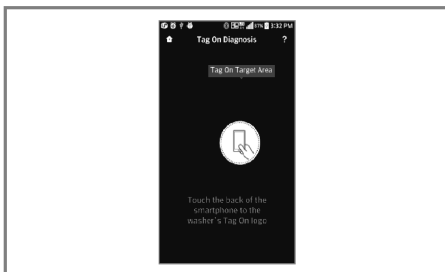 37% 3:32 PM
Tag On Diagnosis ?
Tag On Target Area
Touch the back of the
smartphone to the
washer's Tag On logo